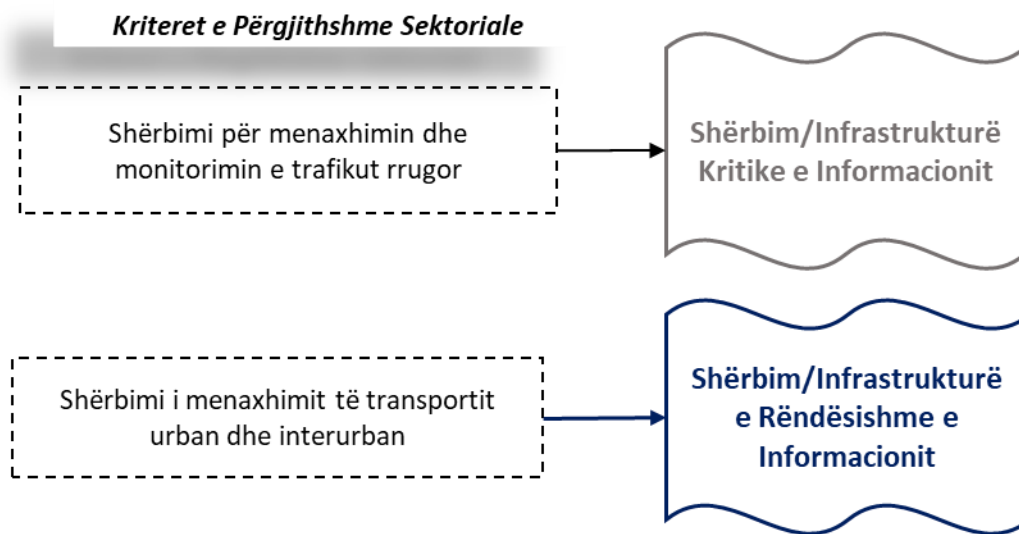 Kriteret e Përgjithshme Sektoriale
Shërbimi për menaxhimin dhe
monitorimin e trafikut rrugor
Shërbim/Infrastrukturë
Kritike e Informacionit
Shërbimi i menaxhimit të transportit
urban dhe interurban
Shërbim/Infrastrukturë
e Rëndësishme e
Informacionit